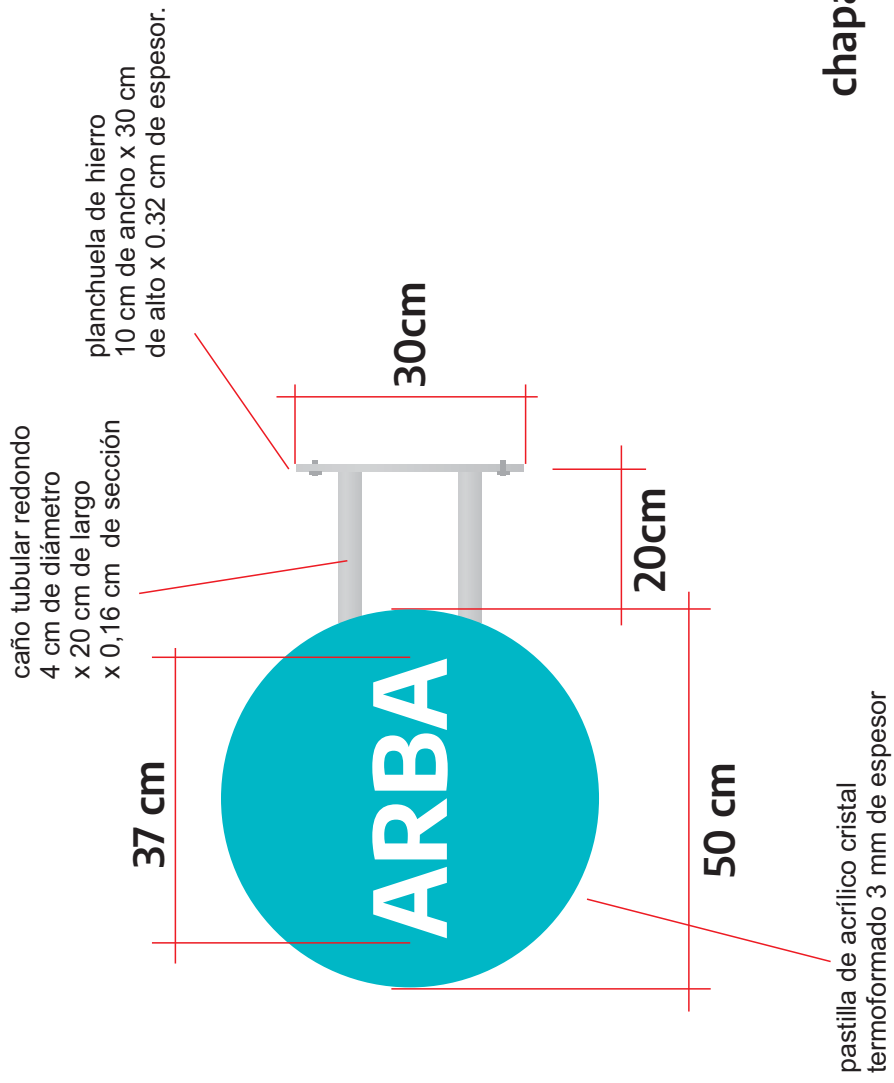 caño tubular redondo
4 cm de diámetro
x 20 cm de largo
x 0,16 cm  de sección
planchuela de hierro
10 cm de ancho x 30 cm
de alto x 0.32 cm de espesor.
37 cm
ARBA
50 cm
20cm
30cm
pastilla de acrílico cristal
termoformado 3 mm de espesor
chapa